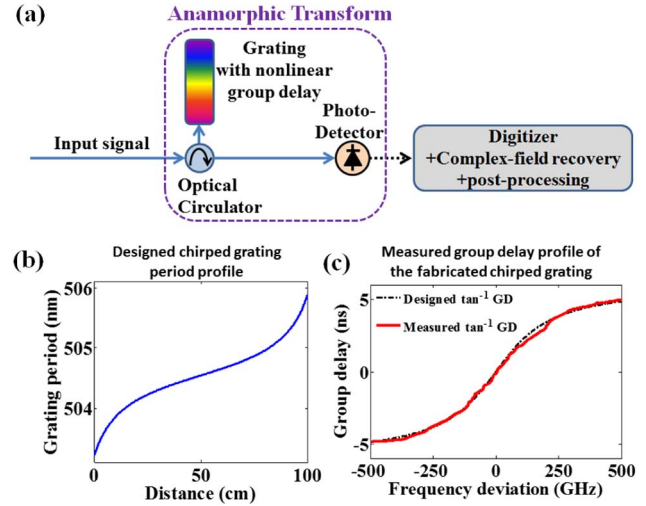 (a)
Anamorphic Transform
Grating
with nonlinear
group delay
Photo-
Detector
Input signal
Optical
Circulator
Digitizer
+Complex-field recovery
+post-processing
(b)
Designed chirped grating
period profile
Grating period (nm)
506
505
504
0
50
100
Distance (cm)
(c)
Measured group delay profile of
the fabricated chirped grating
Designed tan⁻¹ GD
Measured tan⁻¹ GD
Group delay (ns)
5
0
-5
-500
-250
0
250
500
Frequency deviation (GHz)